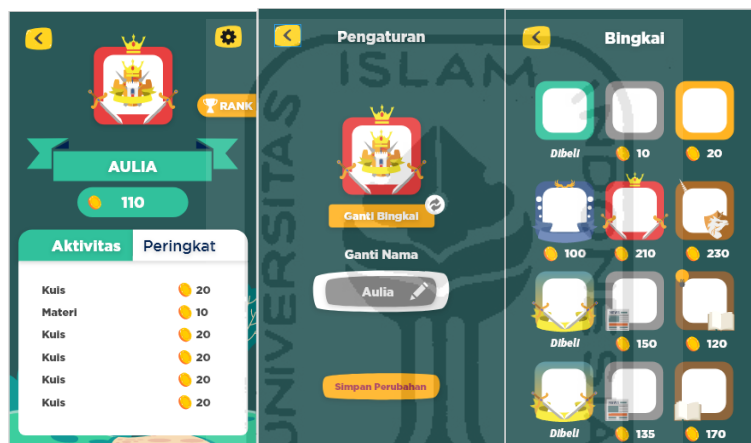 RANK
AULIA
110
Aktivitas Peringkat
Kuis 20
Materi 10
Kuis 20
Kuis 20
Kuis 20
Kuis 20
Pengaturan
Ganti Bingkai
Ganti Nama
Aulia
Simpan Perubahan
Bingkai
Dibeli 10 20
100 210 230
Dibeli 150 120
Dibeli 135 170
UNIVERSITAS
ISLAM